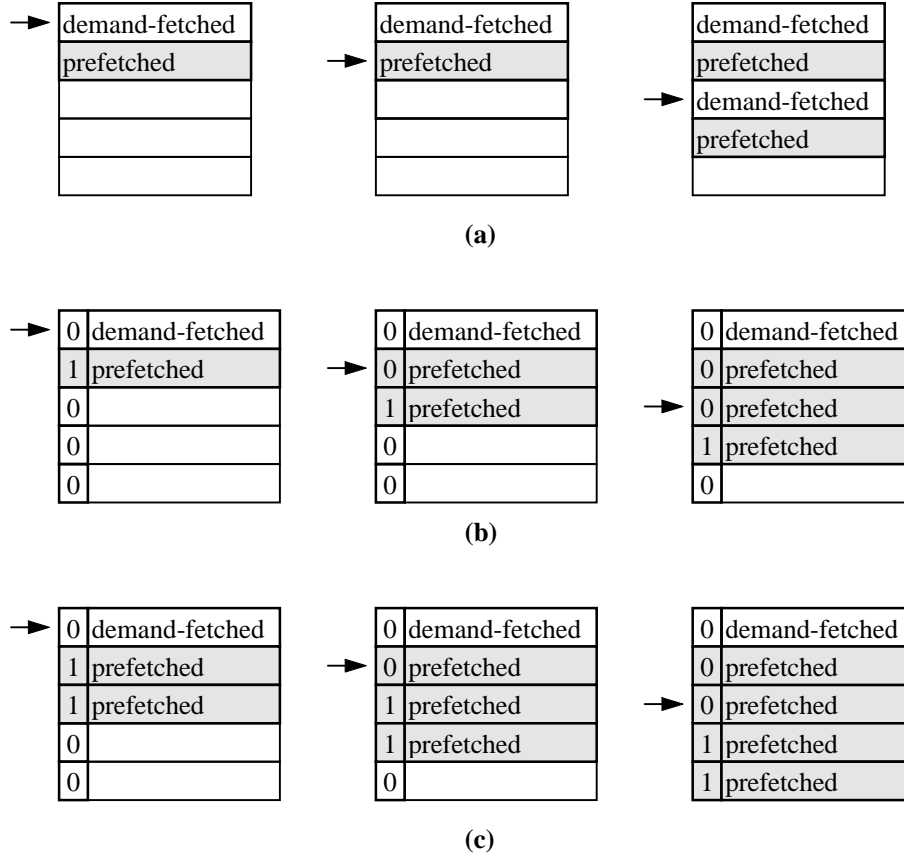 demand-fetched demand-fetched demand-fetched
prefetched prefetched prefetched
demand-fetched
prefetched
(a)
0 demand-fetched 0 demand-fetched 0 demand-fetched
1 prefetched 0 prefetched 0 prefetched
0 1 prefetched 0 prefetched
0 0 1 prefetched
0 0 0
(b)
0 demand-fetched 0 demand-fetched 0 demand-fetched
1 prefetched 0 prefetched 0 prefetched
1 prefetched 1 prefetched 0 prefetched
0 1 prefetched 1 prefetched
0 0 1 prefetched
(c)